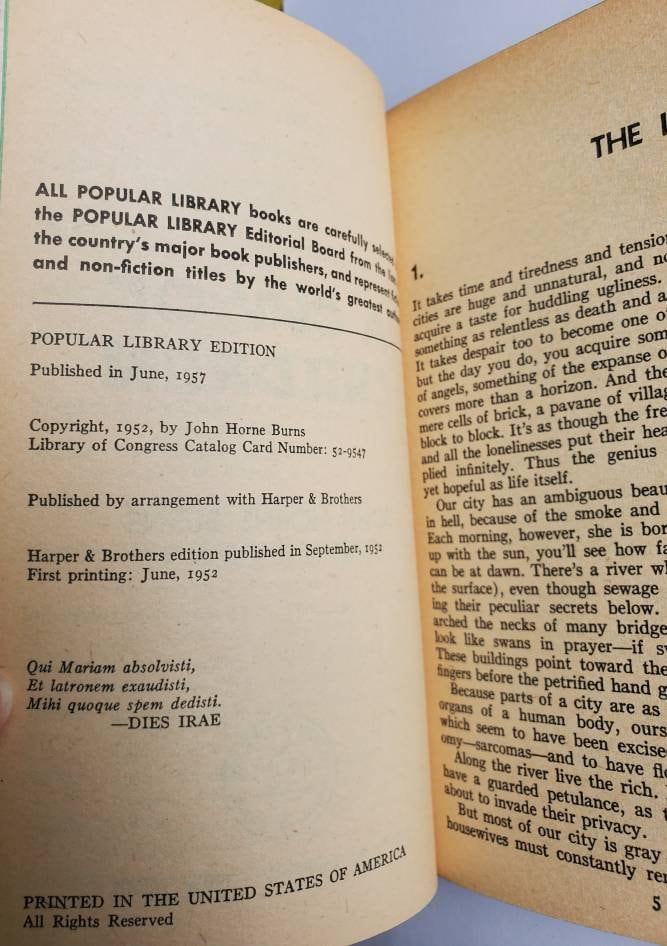 ALL POPULAR LIBRARY books are carefully
the POPULAR LIBRARY Editorial Board from the
the country's major book publishers, and represent
and non-fiction titles by the world's greatest
POPULAR LIBRARY EDITION
Published in June, 1957
Copyright, 1952, by John Horne Burns
Library of Congress Catalog Card Number: 52-9547
Published by arrangement with Harper & Brothers
Harper & Brothers edition published in September, 1952
First printing: June, 1952
Qui Mariam absolvisti,
Et latronem exaudisti,
Mihi quoque spem dedisti.
—DIES IRAE
PRINTED IN THE UNITED STATES OF AMERICA
All Rights Reserved
THE
1.
It takes time and tiredness and
cities are huge and unnatural, and
acquire a taste for huddling ugliness.
something as relentless as death and
It takes despair too to become one
but the day you do, you acquire
of angels, something of the expanse
covers more than a horizon. And
mere cells of brick, a pavane of
block to block. It's as though the
and all the lonelinesses put their
plied infinitely. Thus the genius
yet hopeful as life itself.
Our city has an ambiguous
in hell, because of the smoke and
Each morning, however, she is
up with the sun, you'll see how
can be at dawn. There's a river
the surface), even though sewage
ing their peculiar secrets below.
arched the necks of many
look like swans in prayer—if
These buildings point toward
fingers before the petrified hand
Because parts of a city are as
organs of a human body,
which seem to have been
omy—sarcomas—and to have
Along the river live the rich.
have a guarded petulance, as
about to invade their privacy.
But most of our city is gray
housewives must constantly
5